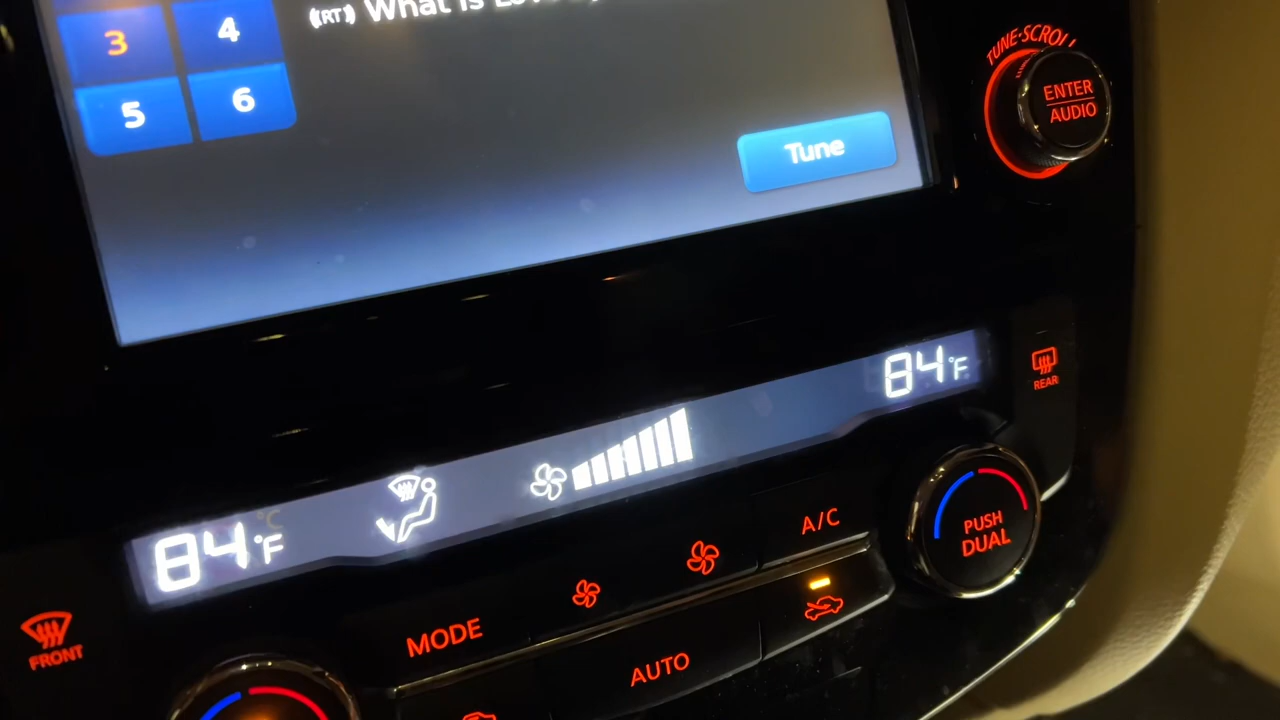 3
4
((RT)) What is
TUNE·SCROLL
5
6
ENTER
AUDIO
Tune
84°F
84°F
°C
REAR
PUSH
DUAL
A/C
MODE
AUTO
FRONT